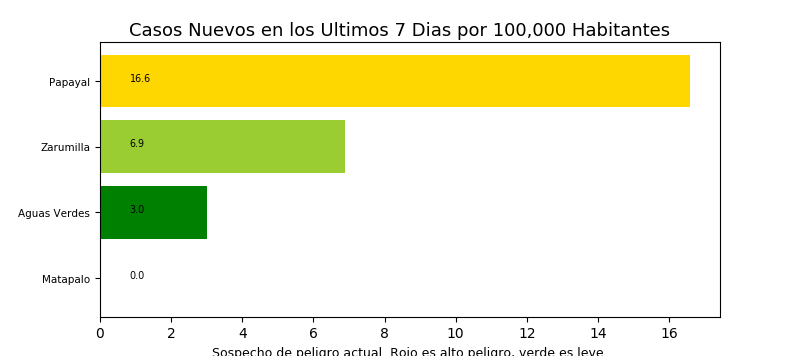 Casos Nuevos en los Ultimos 7 Dias por 100,000 Habitantes
Papayal
16.6
Zarumilla
6.9
Aguas Verdes
3.0
Matapalo
0.0
0 2 4 6 8 10 12 14 16
Sospecho de peligro actual. Rojo es alto peligro, verde es leve